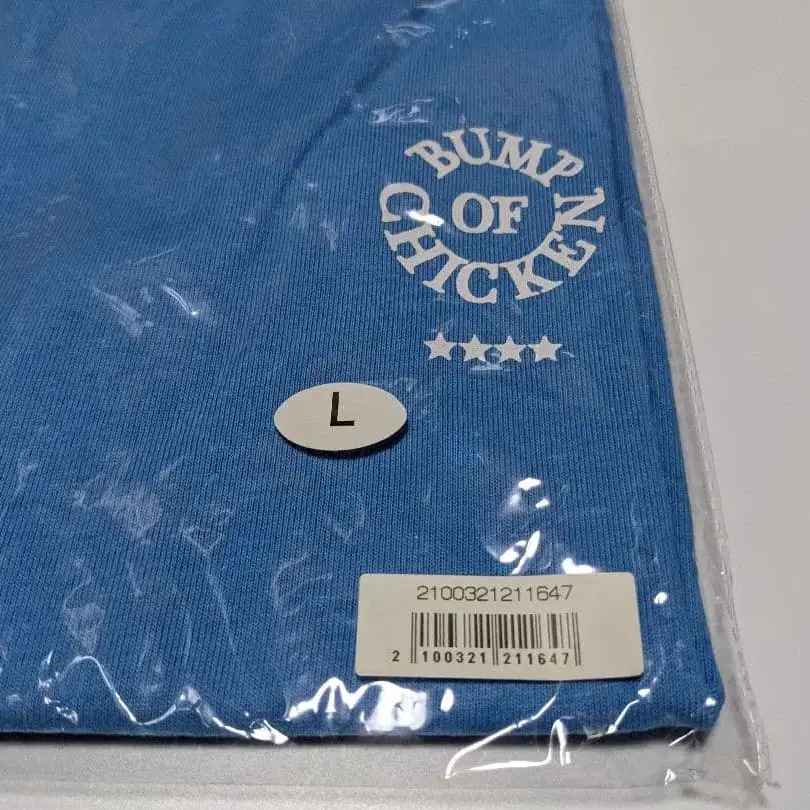 BUMP
OF
CHICKEN
L
2100321211647
2 100321 211647